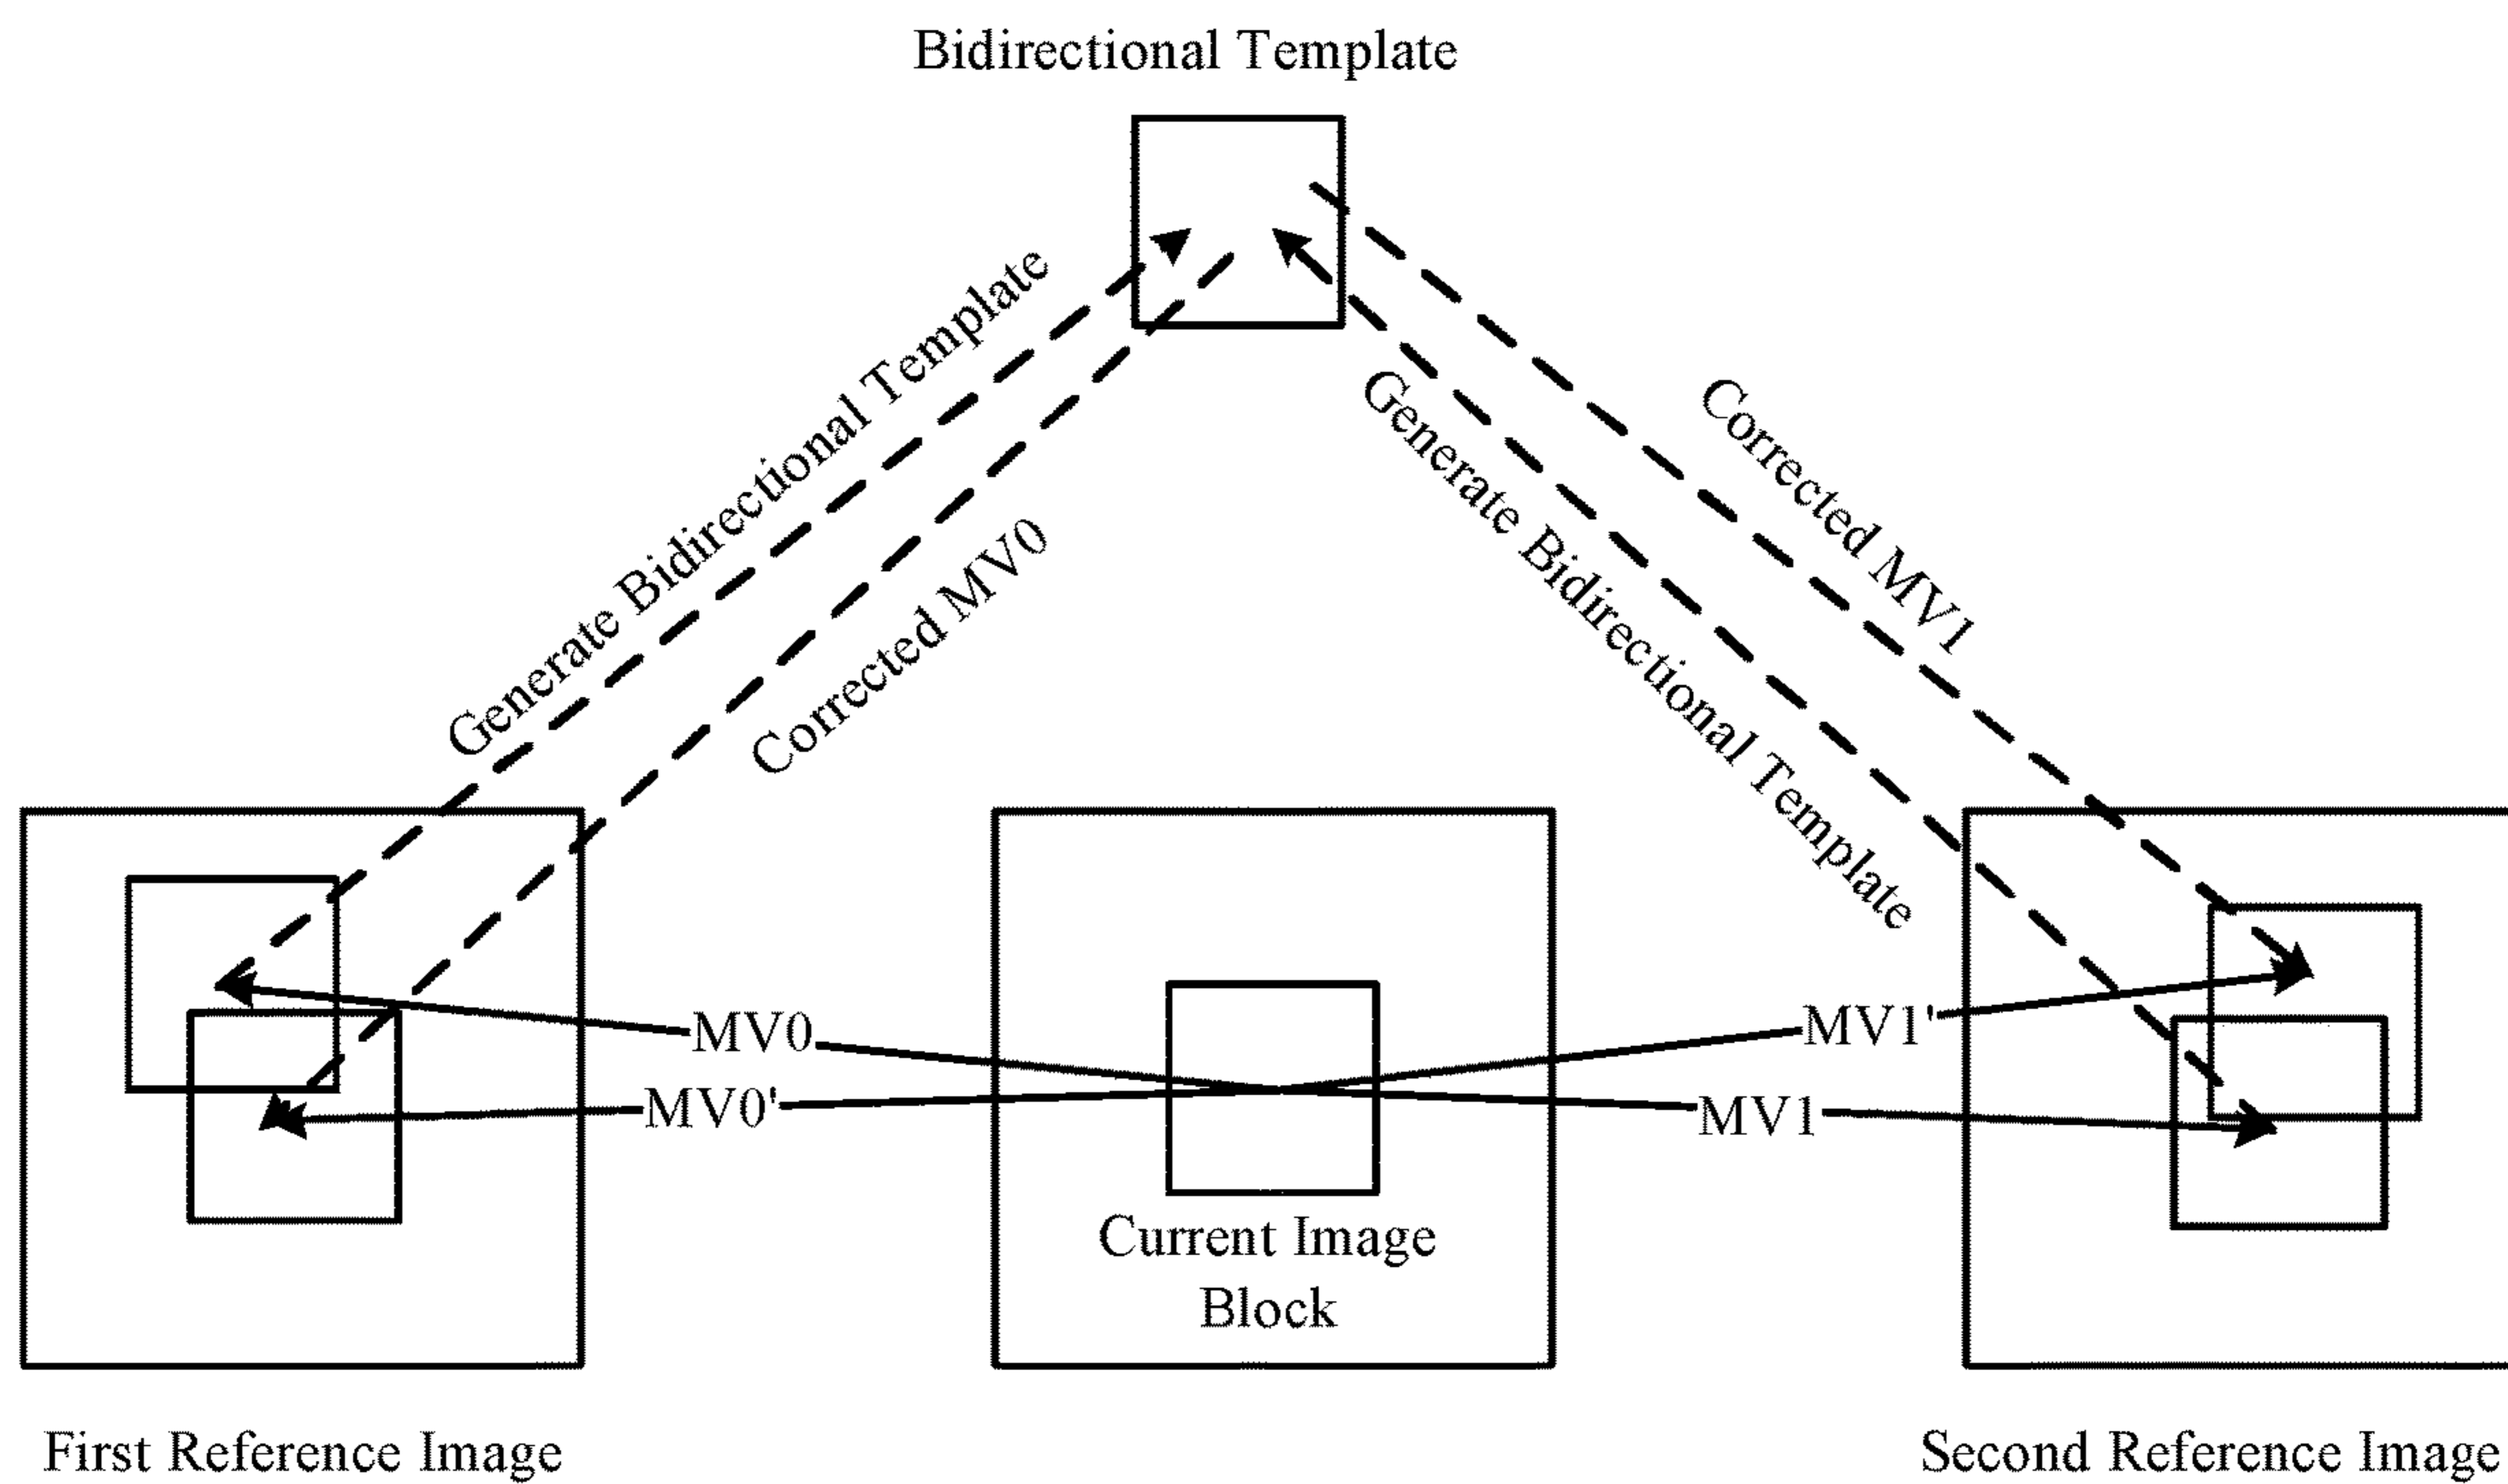 Bidirectional Template
Generate Bidirectional Template
Corrected MV0
Generate Bidirectional Template
Corrected MV1
MV0
MV0'
MV1'
MV1
Current Image
Block
First Reference Image
Second Reference Image